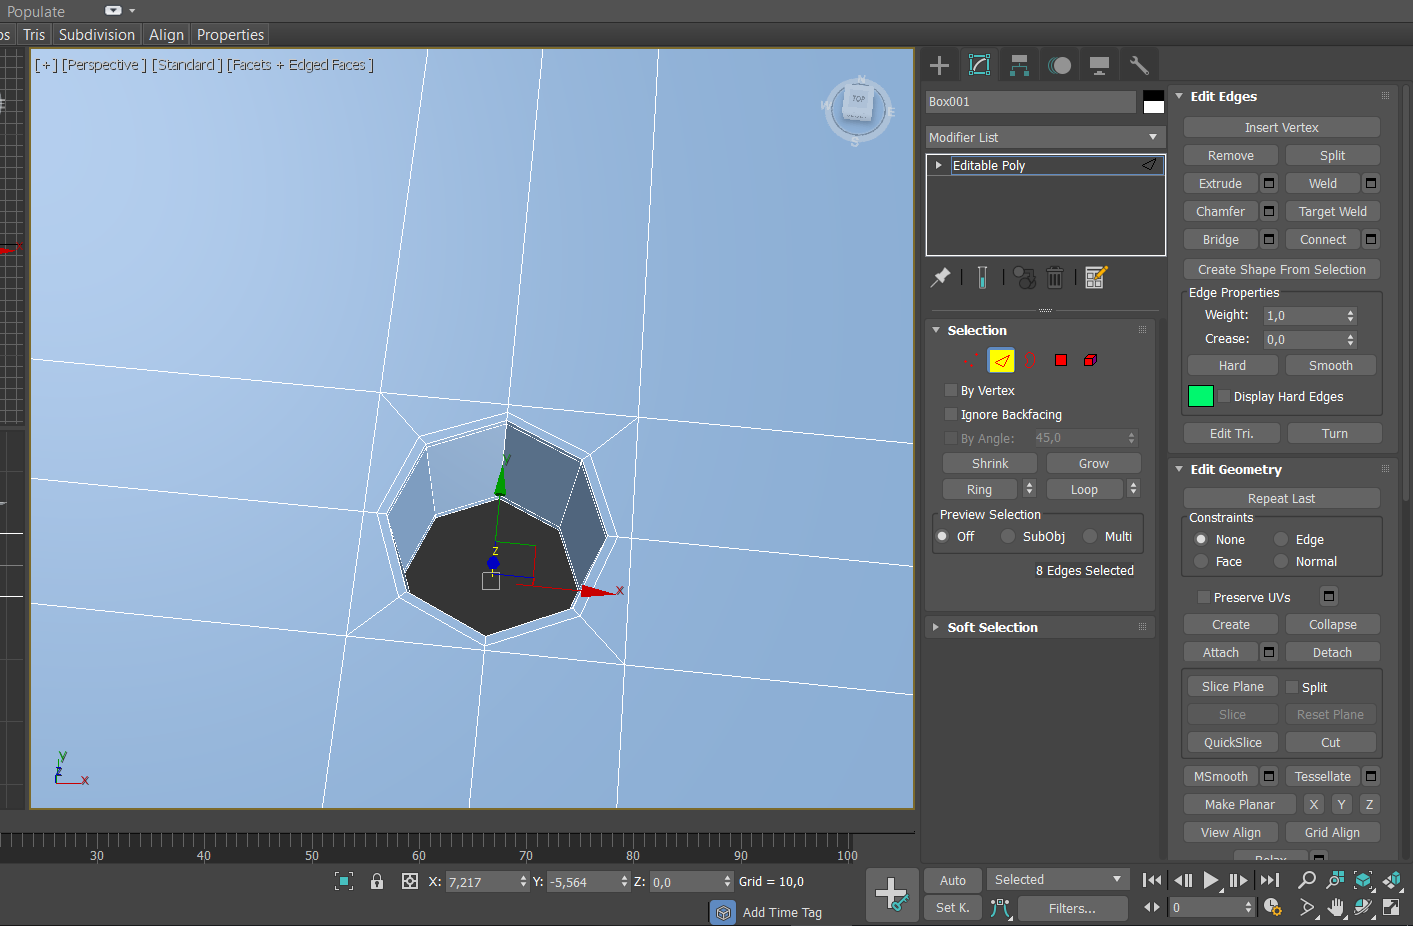 Populate
os Tris Subdivision Align Properties
[+] [Perspective ] [Standard ] [Facets + Edged Faces ]
N
W TOP E
S
y
z
x
y
z
x
Box001
Modifier List
Editable Poly
Selection
By Vertex
Ignore Backfacing
By Angle: 45,0
Shrink Grow
Ring Loop
Preview Selection
Off SubObj Multi
8 Edges Selected
Soft Selection
Edit Edges
Insert Vertex
Remove Split
Extrude Weld
Chamfer Target Weld
Bridge Connect
Create Shape From Selection
Edge Properties
Weight: 1,0
Crease: 0,0
Hard Smooth
Display Hard Edges
Edit Tri. Turn
Edit Geometry
Repeat Last
Constraints
None Edge
Face Normal
Preserve UVs
Create Collapse
Attach Detach
Slice Plane Split
Slice Reset Plane
QuickSlice Cut
MSmooth Tessellate
Make Planar X Y Z
View Align Grid Align
Relax
30 40 50 60 70 80 90 100
X: 7,217 Y: -5,564 Z: 0,0 Grid = 10,0
Add Time Tag
Auto Selected
Set K. Filters...
0